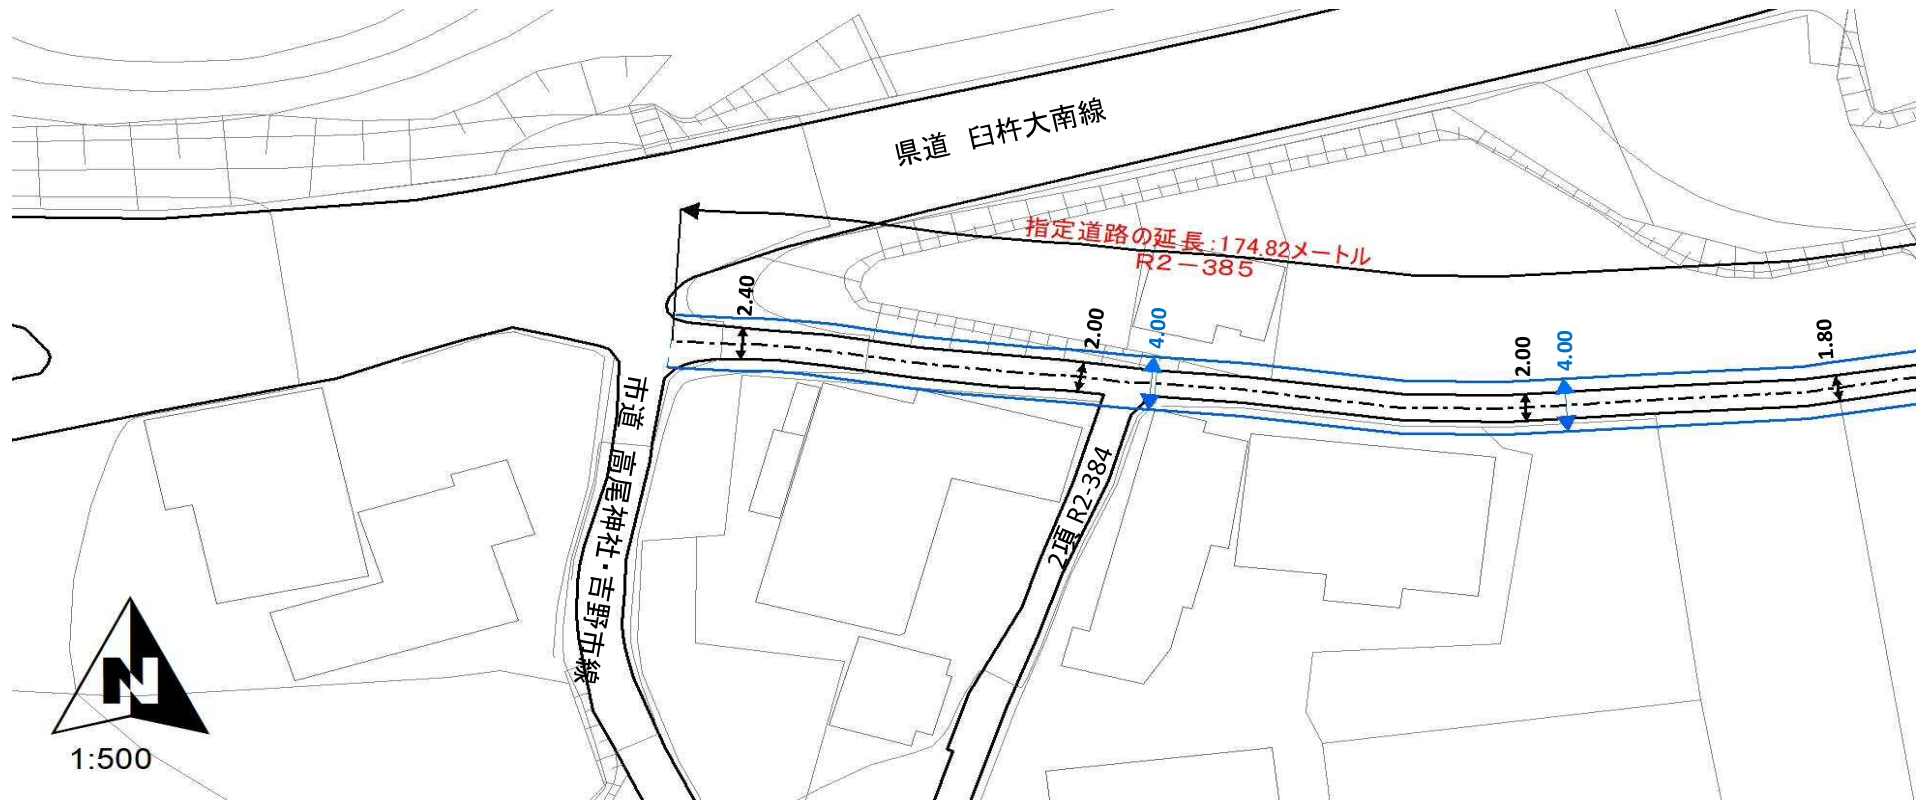 県道 臼杵大南線
指定道路の延長:174.82メートル
R2-385
2.40
2.00
4.00
2.00
4.00
1.80
市道 高尾神社・吉野市線
2項 R2-384
N
1:500